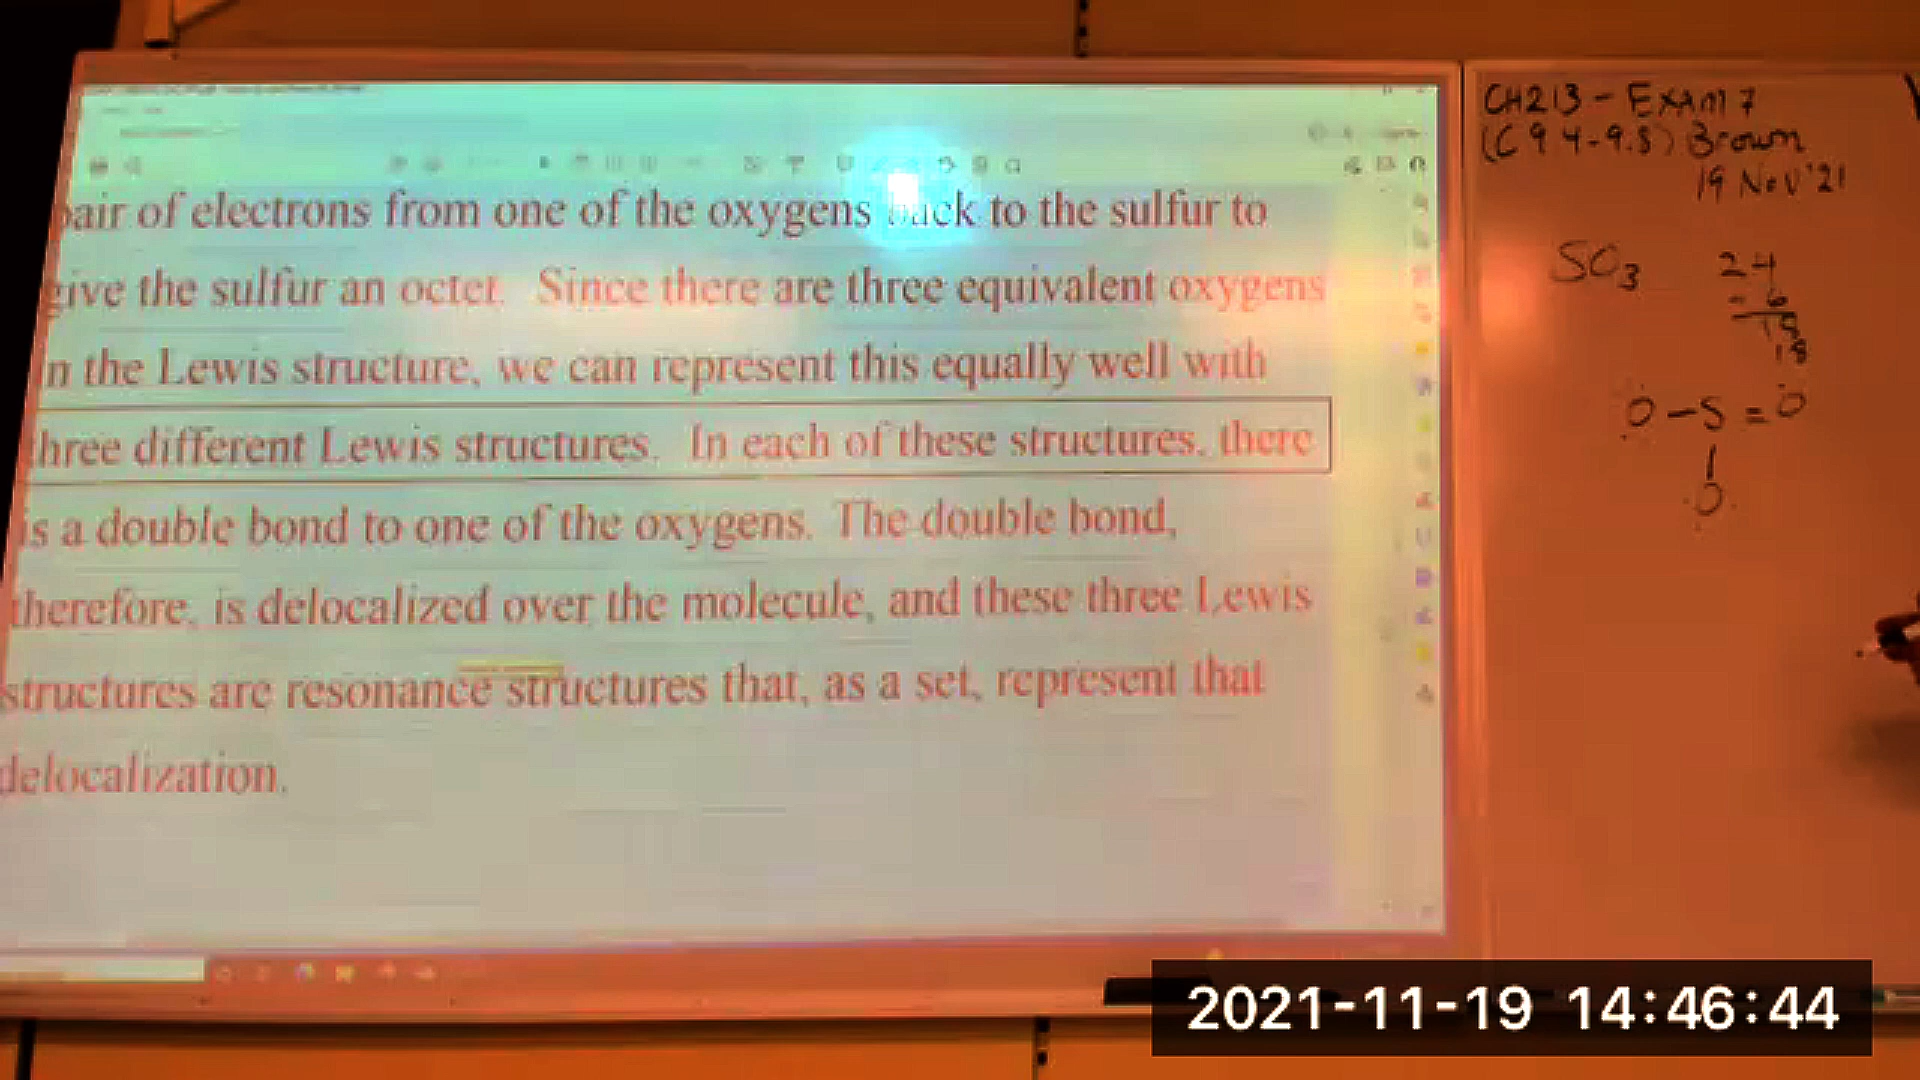 pair of electrons from one of the oxygens back to the sulfur to
give the sulfur an octet. Since there are three equivalent oxygens
in the Lewis structure, we can represent this equally well with
three different Lewis structures. In each of these structures, there
is a double bond to one of the oxygens. The double bond,
therefore, is delocalized over the molecule, and these three Lewis
structures are resonance structures that, as a set, represent that
delocalization.
CH213 - EXAM 7
(C 9 4-9.8) Brown
19 Nov '21
SO3 24
- 6
18
18
O - S = O
|
O
2021-11-19 14:46:44